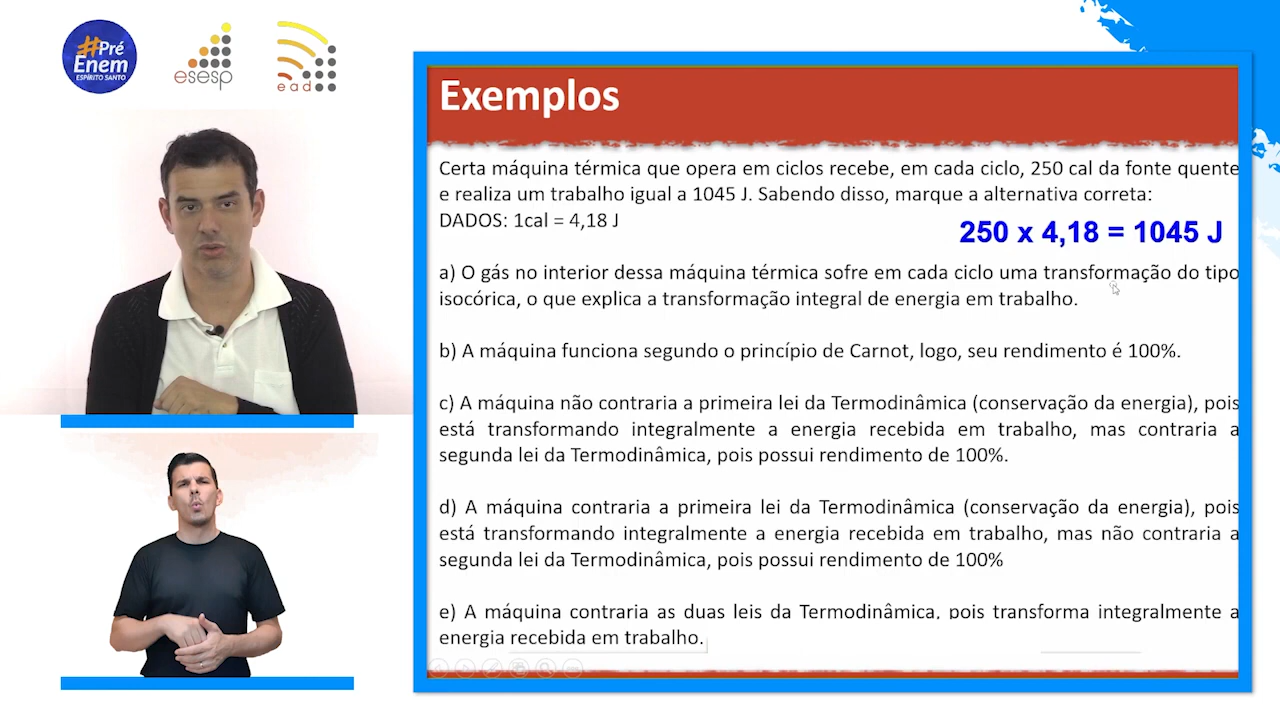 #Pré
Enem
ESPÍRITO SANTO
esesp
ead
Exemplos
Certa máquina térmica que opera em ciclos recebe, em cada ciclo, 250 cal da fonte quente
e realiza um trabalho igual a 1045 J. Sabendo disso, marque a alternativa correta:
DADOS: 1cal = 4,18 J
250 x 4,18 = 1045 J
a) O gás no interior dessa máquina térmica sofre em cada ciclo uma transformação do tipo
isocórica, o que explica a transformação integral de energia em trabalho.
b) A máquina funciona segundo o princípio de Carnot, logo, seu rendimento é 100%.
c) A máquina não contraria a primeira lei da Termodinâmica (conservação da energia), pois
está transformando integralmente a energia recebida em trabalho, mas contraria a
segunda lei da Termodinâmica, pois possui rendimento de 100%.
d) A máquina contraria a primeira lei da Termodinâmica (conservação da energia), pois
está transformando integralmente a energia recebida em trabalho, mas não contraria a
segunda lei da Termodinâmica, pois possui rendimento de 100%
e) A máquina contraria as duas leis da Termodinâmica, pois transforma integralmente a
energia recebida em trabalho.